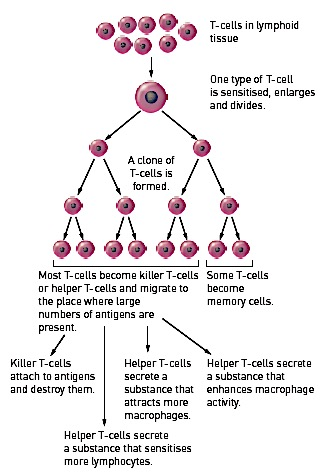 T-cells in lymphoid
tissue
One type of T-cell
is sensitised, enlarges
and divides.
A clone of
T-cells is
formed.
Most T-cells become killer T-cells
or helper T-cells and migrate to
the place where large
numbers of antigens are
present.
Some T-cells
become
memory cells.
Killer T-cells
attach to antigens
and destroy them.
Helper T-cells
secrete a
substance that
attracts more
macrophages.
Helper T-cells secrete
a substance that
enhances macrophage
activity.
Helper T-cells secrete
a substance that sensitises
more lymphocytes.